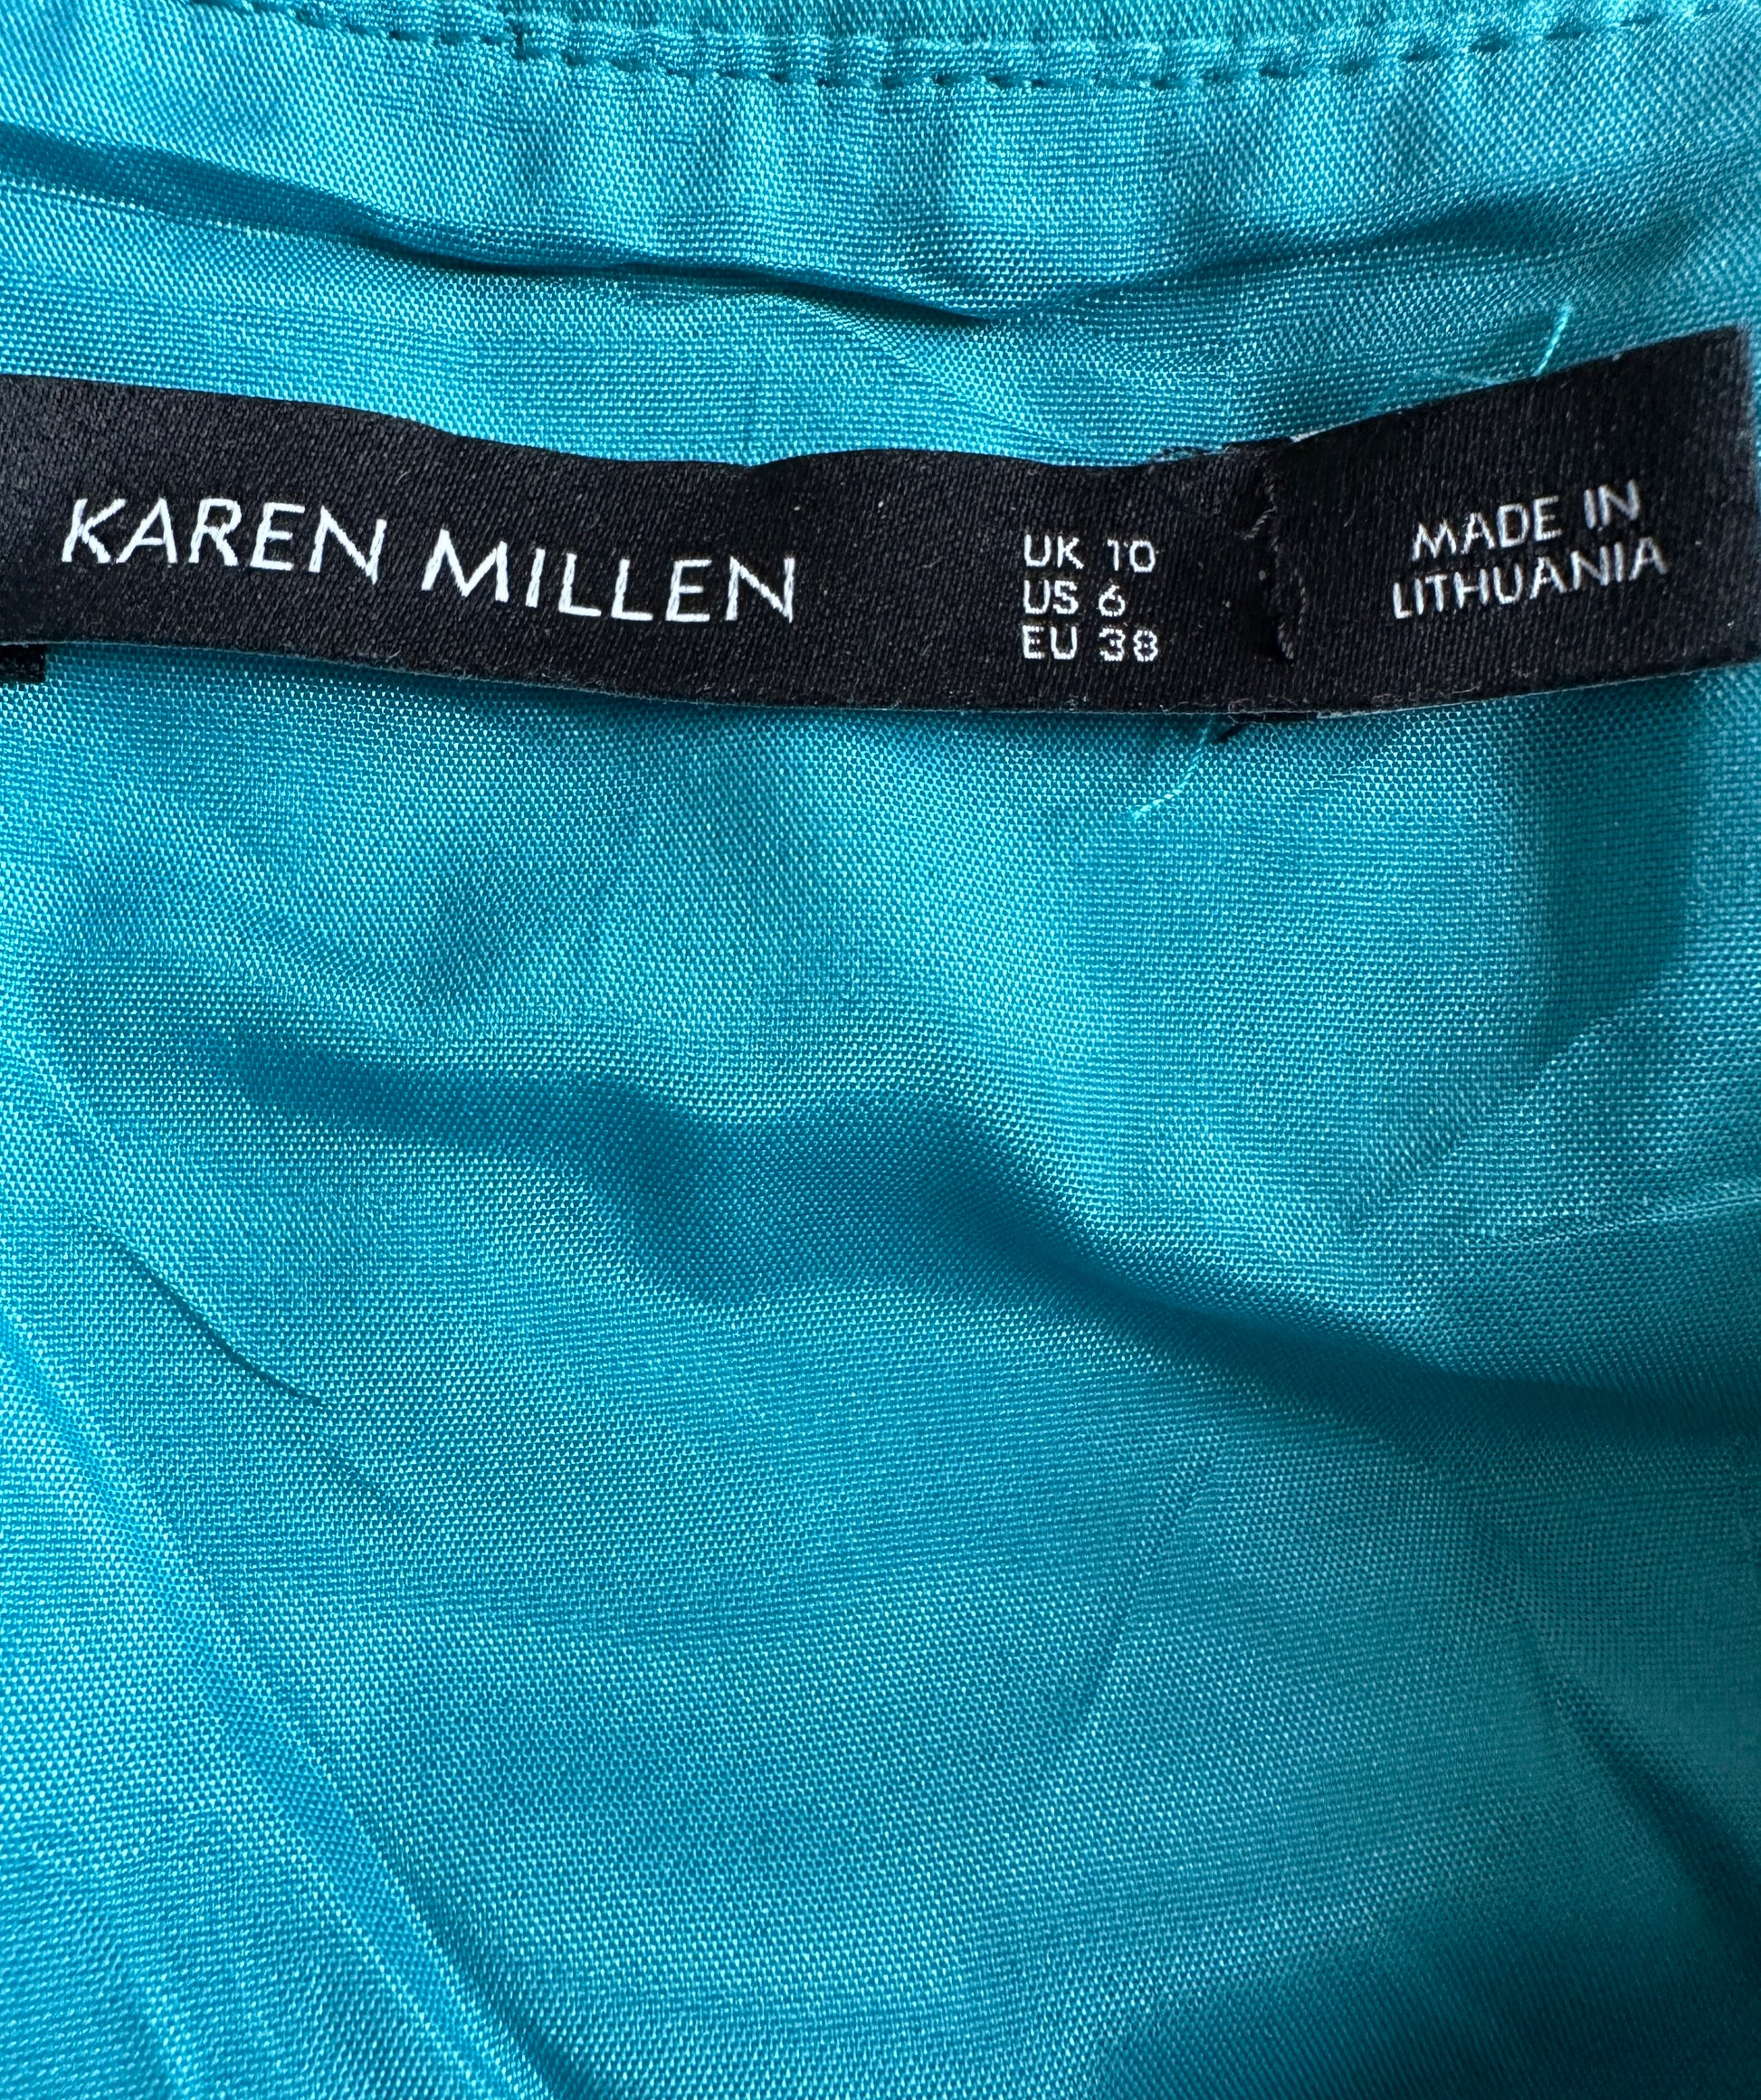 KAREN MILLEN
UK 10
US 6
EU 38
MADE IN
LITHUANIA